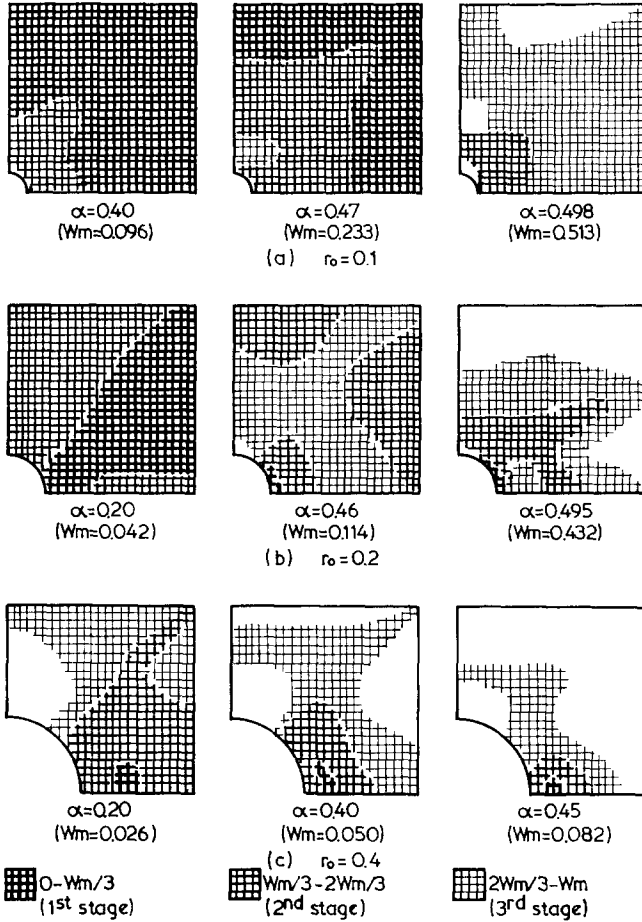 α=0.40 α=0.47 α=0.498
(Wm=0.096) (Wm=0.233) (Wm=0.513)
(a) r₀=0.1
α=0.20 α=0.46 α=0.495
(Wm=0.042) (Wm=0.114) (Wm=0.432)
(b) r₀=0.2
α=0.20 α=0.40 α=0.45
(Wm=0.026) (Wm=0.050) (Wm=0.082)
(c) r₀=0.4
0-Wm/3 Wm/3-2Wm/3 2Wm/3-Wm
(1st stage) (2nd stage) (3rd stage)